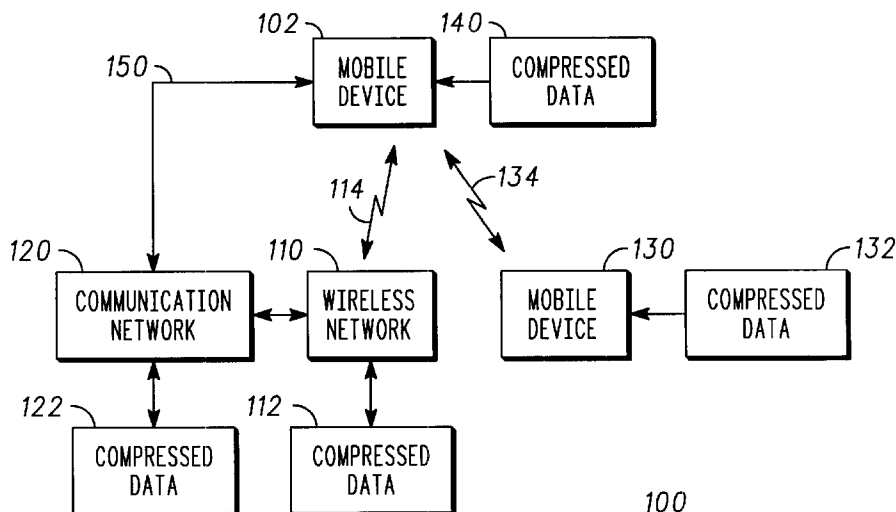 102
140
150
MOBILE
DEVICE
COMPRESSED
DATA
114
134
120
110
130
132
COMMUNICATION
NETWORK
WIRELESS
NETWORK
MOBILE
DEVICE
COMPRESSED
DATA
122
112
COMPRESSED
DATA
COMPRESSED
DATA
100